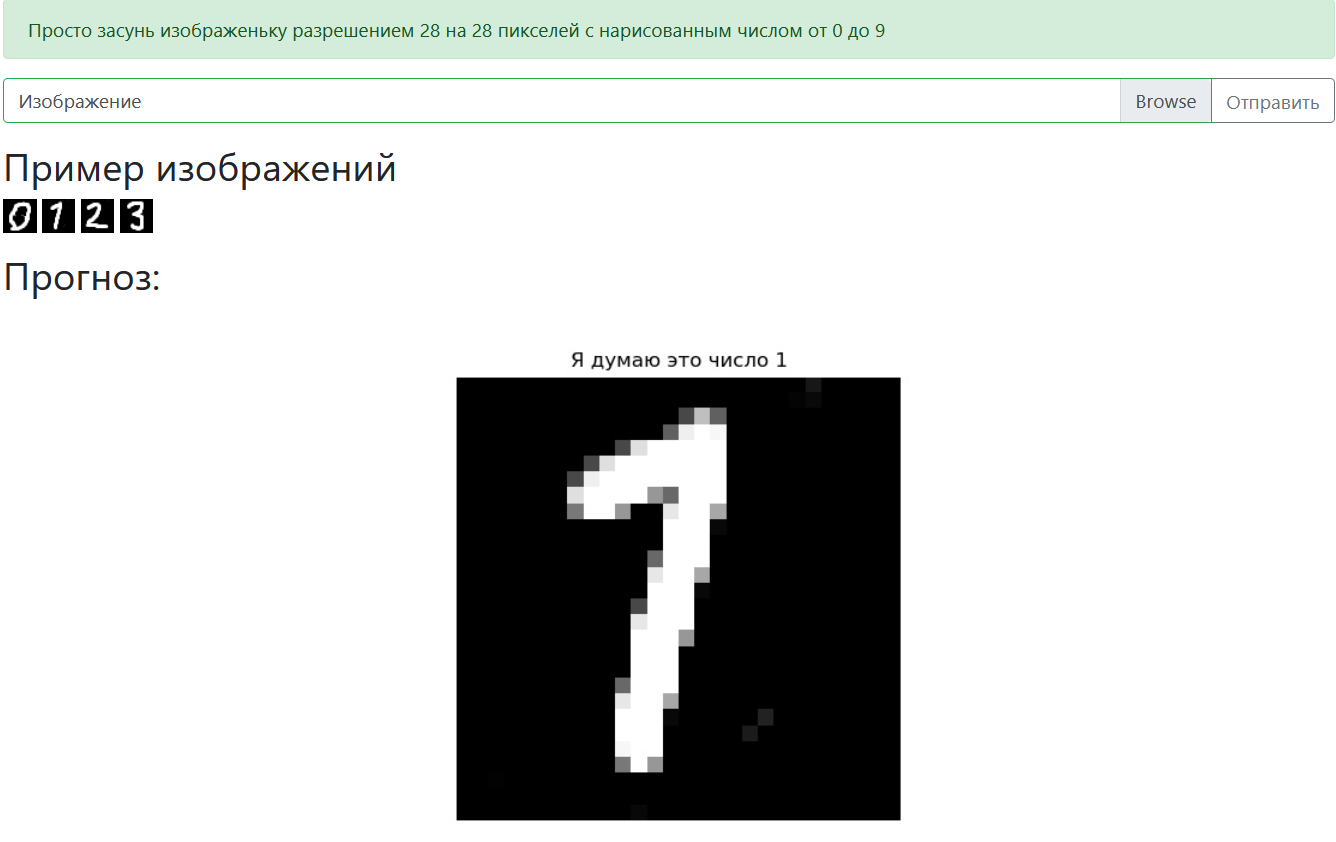 Просто засунь изображеньку разрешением 28 на 28 пикселей с нарисованным числом от 0 до 9
Изображение Browse Отправить
Пример изображений
0 1 2 3
Прогноз:
Я думаю это число 1
1